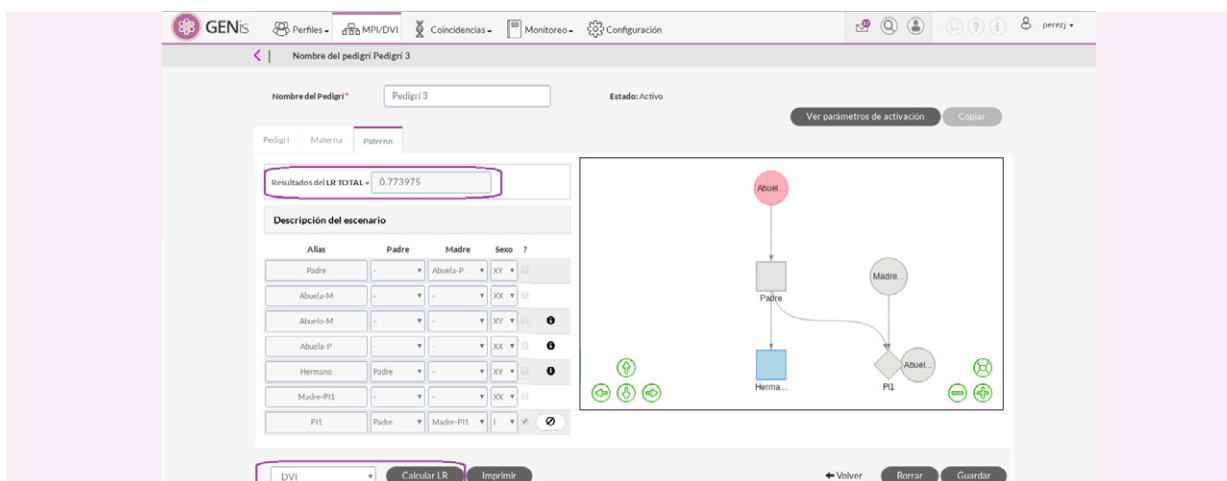 GENis Perfiles MPI/DVI Coincidencias Monitoreo Configuración perezj
Nombre del pedigrí Pedigrí 3
Nombre del Pedigrí* Pedigrí 3 Estado: Activo
Ver parámetros de activación Copiar
Pedigrí Materna Paterno
Resultados del LR TOTAL = 0.773975
Descripción del escenario
Alias Padre Madre Sexo ?
Padre - Abuela-P XY
Abuela-M - - XX
Abuelo-M - - XY
Abuela-P - - XX
Hermano Padre - XY
Madre-PI1 - - XX
PI1 Padre Madre-PI1 I
Abuel...
Madre...
Padre
Abuel...
Herma...
PI1
DVI Calcular LR Imprimir Volver Borrar Guardar